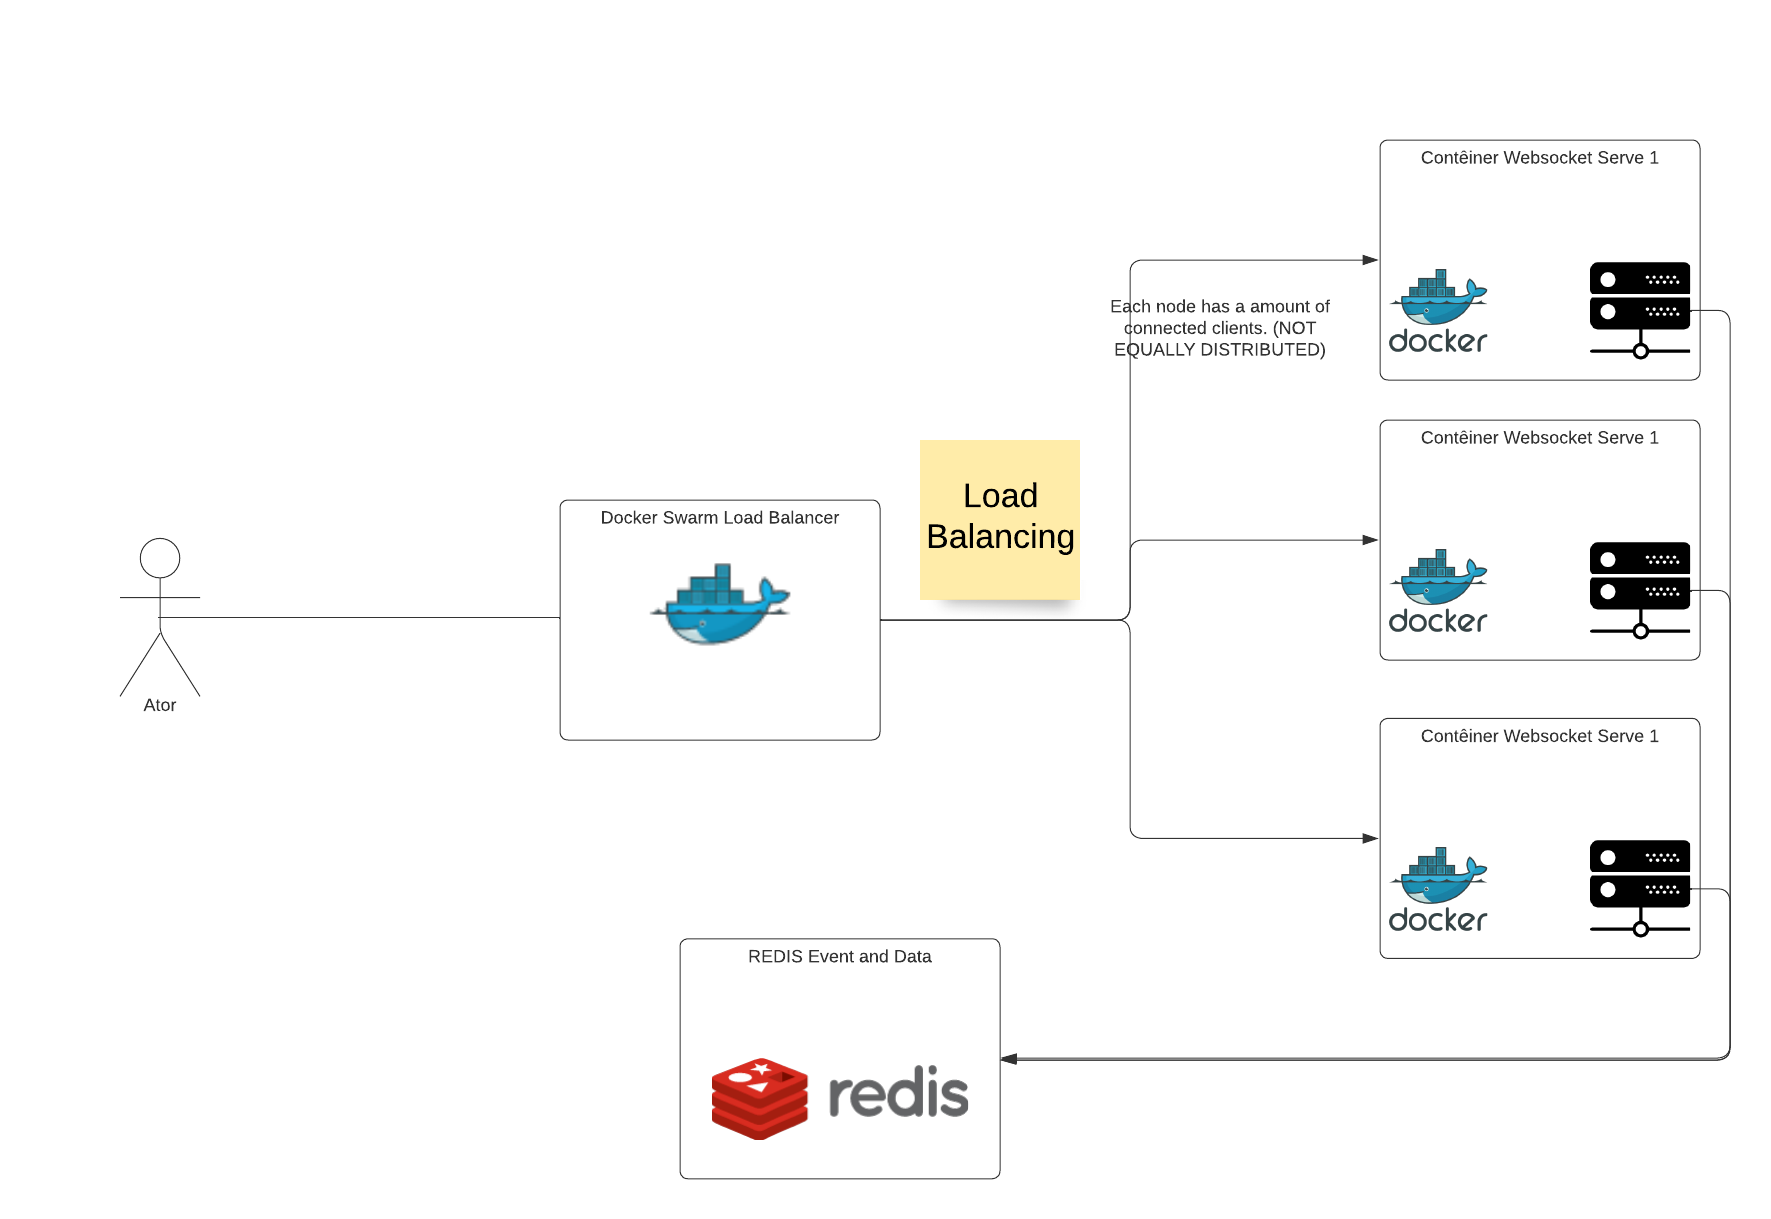 Contêiner Websocket Serve 1
docker
Each node has a amount of
connected clients. (NOT
EQUALLY DISTRIBUTED)
Contêiner Websocket Serve 1
docker
Load
Balancing
Docker Swarm Load Balancer
Ator
Contêiner Websocket Serve 1
docker
REDIS Event and Data
redis